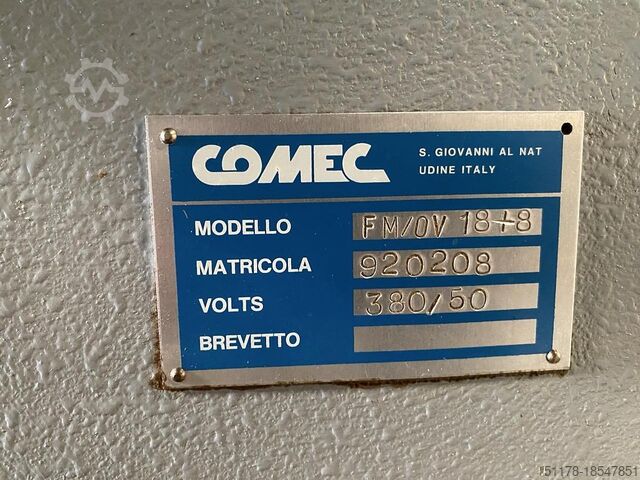 COMEC
S. GIOVANNI AL NAT
UDINE ITALY
MODELLO FM/OV 18+8
MATRICOLA 920208
VOLTS 380/50
BREVETTO
51178-18547851